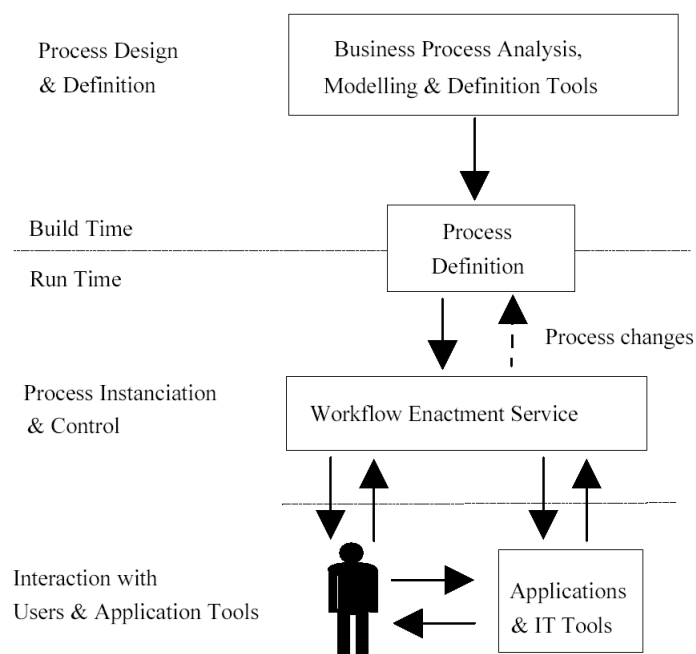 Process Design
& Definition
Business Process Analysis,
Modelling & Definition Tools
Build Time
Process
Definition
Run Time
Process changes
Process Instanciation
& Control
Workflow Enactment Service
Interaction with
Users & Application Tools
Applications
& IT Tools